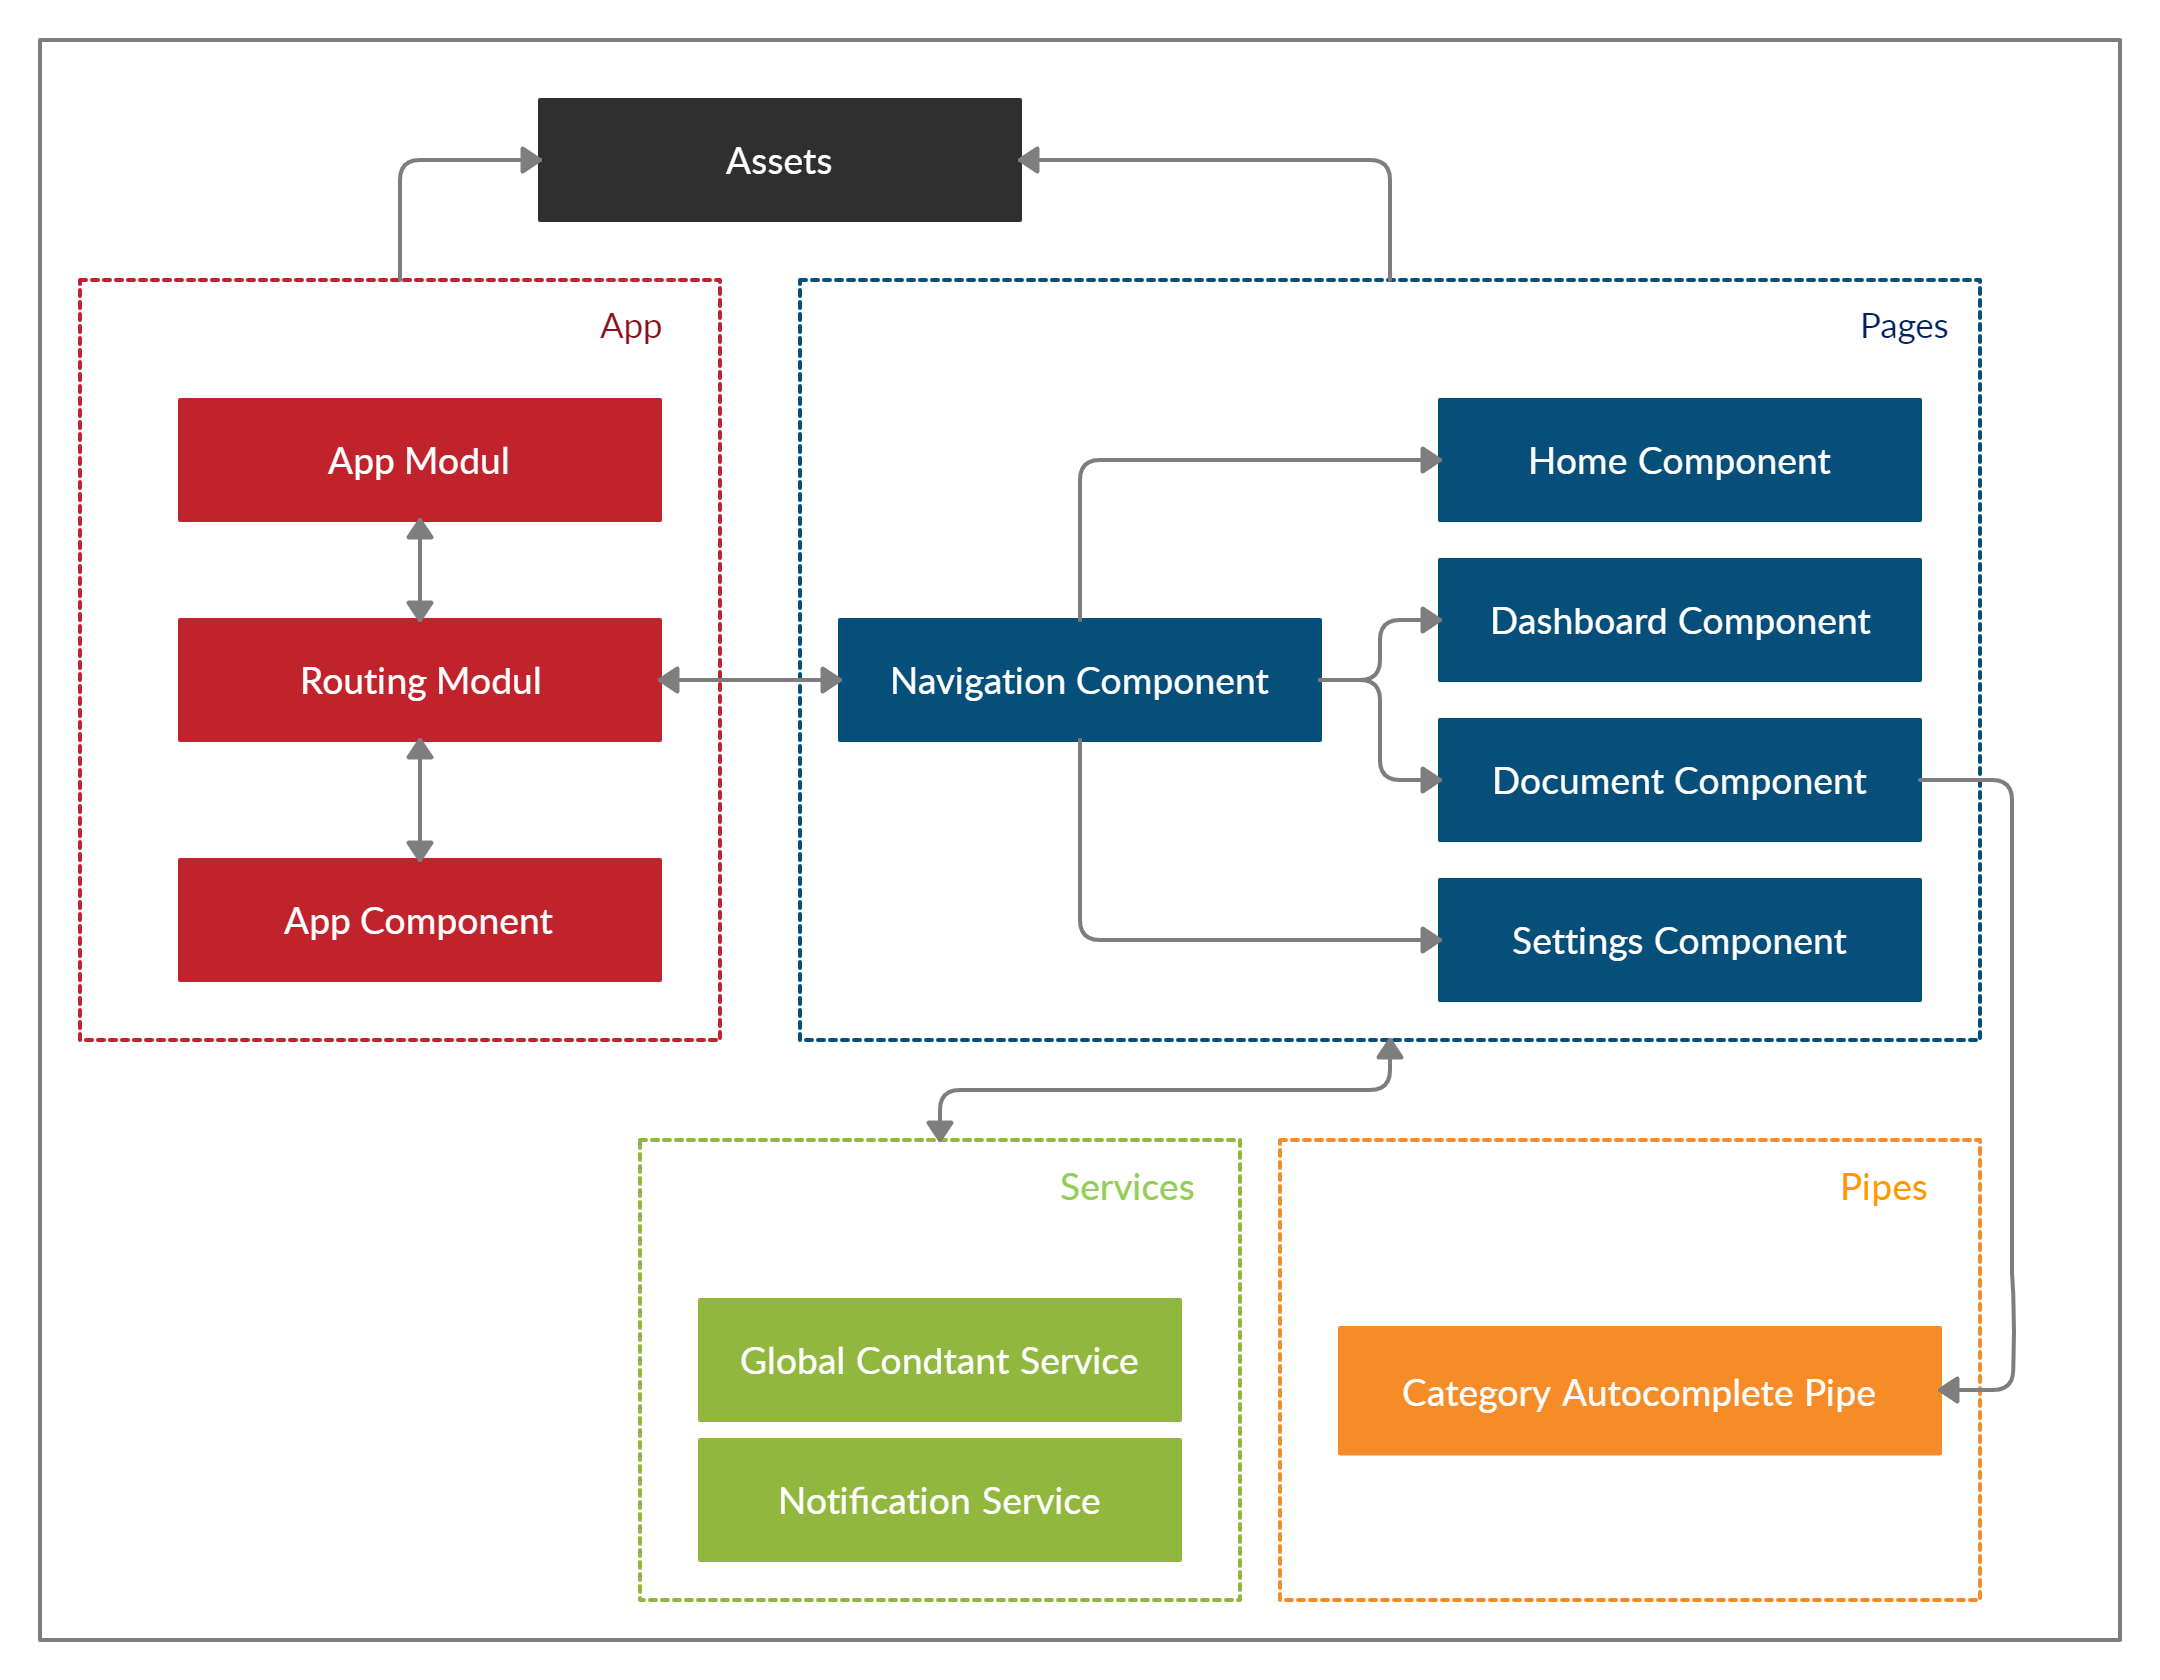 Assets
App
App Modul
Routing Modul
App Component
Pages
Navigation Component
Home Component
Dashboard Component
Document Component
Settings Component
Services
Global Condtant Service
Notification Service
Pipes
Category Autocomplete Pipe